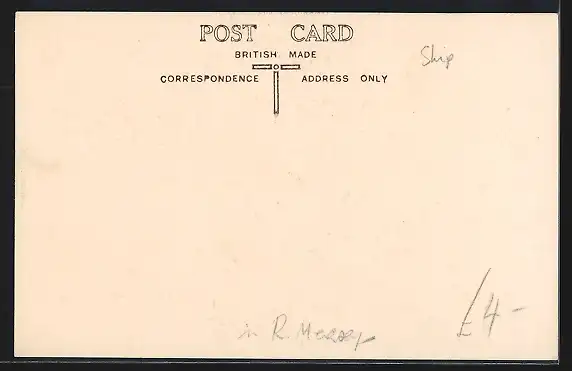 POST CARD
BRITISH MADE
Ship
CORRESPONDENCE ADDRESS ONLY
£4-
in R. Mersey